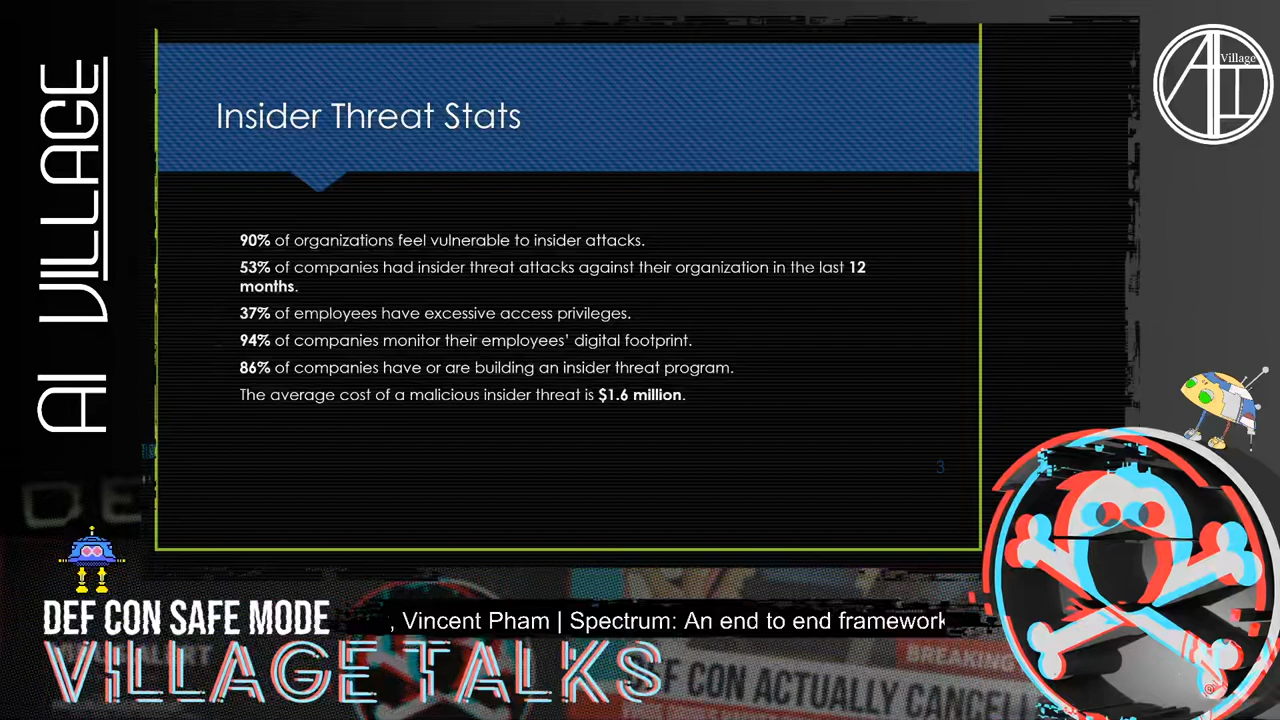 AI VILLAGE
Village
Insider Threat Stats
90% of organizations feel vulnerable to insider attacks.
53% of companies had insider threat attacks against their organization in the last 12
months.
37% of employees have excessive access privileges.
94% of companies monitor their employees’ digital footprint.
86% of companies have or are building an insider threat program.
The average cost of a malicious insider threat is $1.6 million.
3
DE
DEF CON SAFE MODE
, Vincent Pham | Spectrum: An end to end framework
VILLAGE TALKS
BREAKING
DEF CON ACTUALLY CANCEL